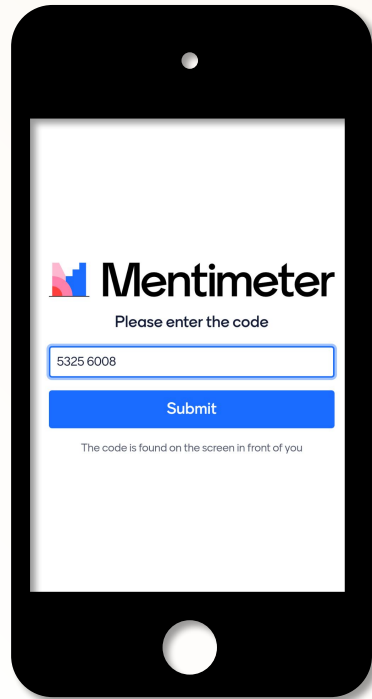 Mentimeter
Please enter the code
5325 6008
Submit
The code is found on the screen in front of you